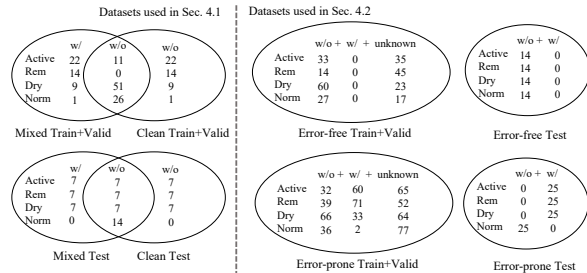 Datasets used in Sec. 4.1
w/ w/o w/o
Active 22 11 22
Rem 14 0 14
Dry 9 51 9
Norm 1 26 1
Mixed Train+Valid Clean Train+Valid
w/ w/o w/o
Active 7 7 7
Rem 7 7 7
Dry 7 7 7
Norm 0 14 0
Mixed Test Clean Test
Datasets used in Sec. 4.2
w/o + w/ + unknown
Active 33 0 35
Rem 14 0 45
Dry 60 0 23
Norm 27 0 17
Error-free Train+Valid
w/o + w/
Active 14 0
Rem 14 0
Dry 14 0
Norm 14 0
Error-free Test
w/o + w/ + unknown
Active 32 60 65
Rem 39 71 52
Dry 66 33 64
Norm 36 2 77
Error-prone Train+Valid
w/o + w/
Active 0 25
Rem 0 25
Dry 0 25
Norm 25 0
Error-prone Test